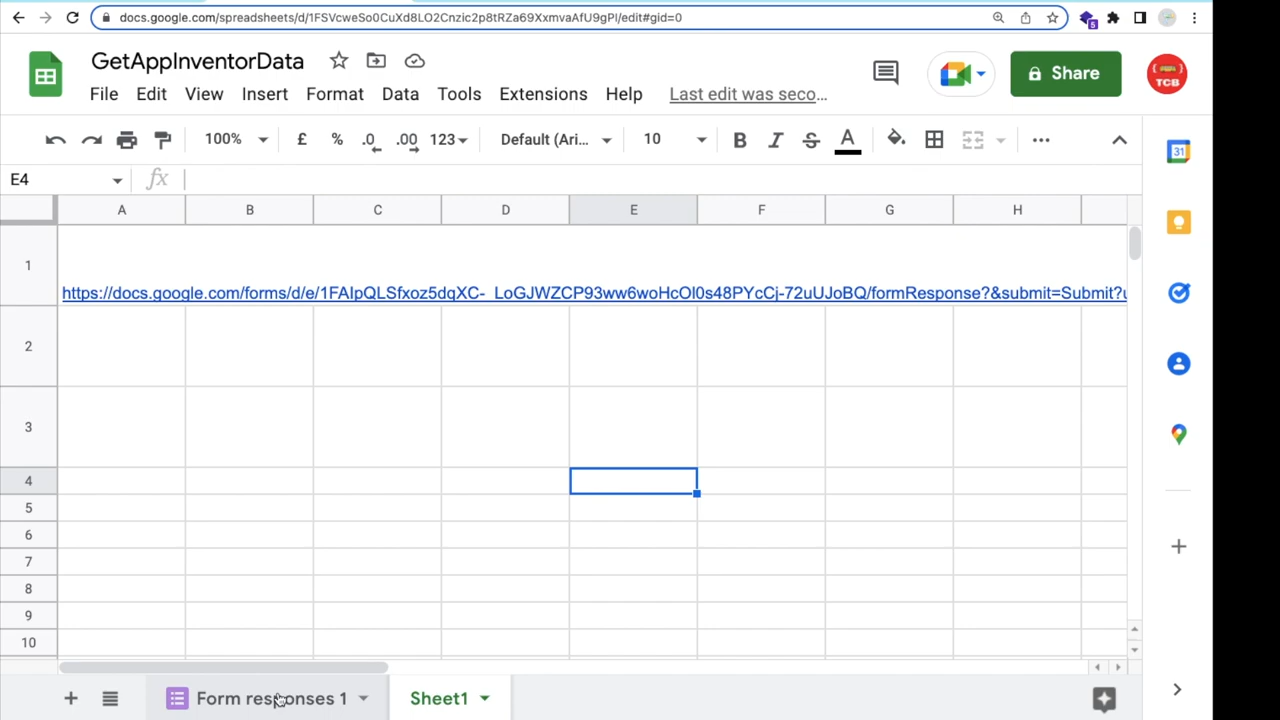 docs.google.com/spreadsheets/d/1FSVcweSo0CuXd8LO2Cnzic2p8tRZa69XxmvaAfU9gPI/edit#gid=0
5
GetAppInventorData
File Edit View Insert Format Data Tools Extensions Help Last edit was seco...
Share
{ }
TCB
100% £ % .0 .00 123 Default (Ari... 10 B I S A
31
E4 fx
A B C D E F G H
1
https://docs.google.com/forms/d/e/1FAIpQLSfxoz5dqXC-_LoGJWZCP93ww6woHcOl0s48PYcCj-72uUJoBQ/formResponse?&submit=Submit?u
2
3
4
5
6
7
8
9
10
+ Form responses 1 Sheet1